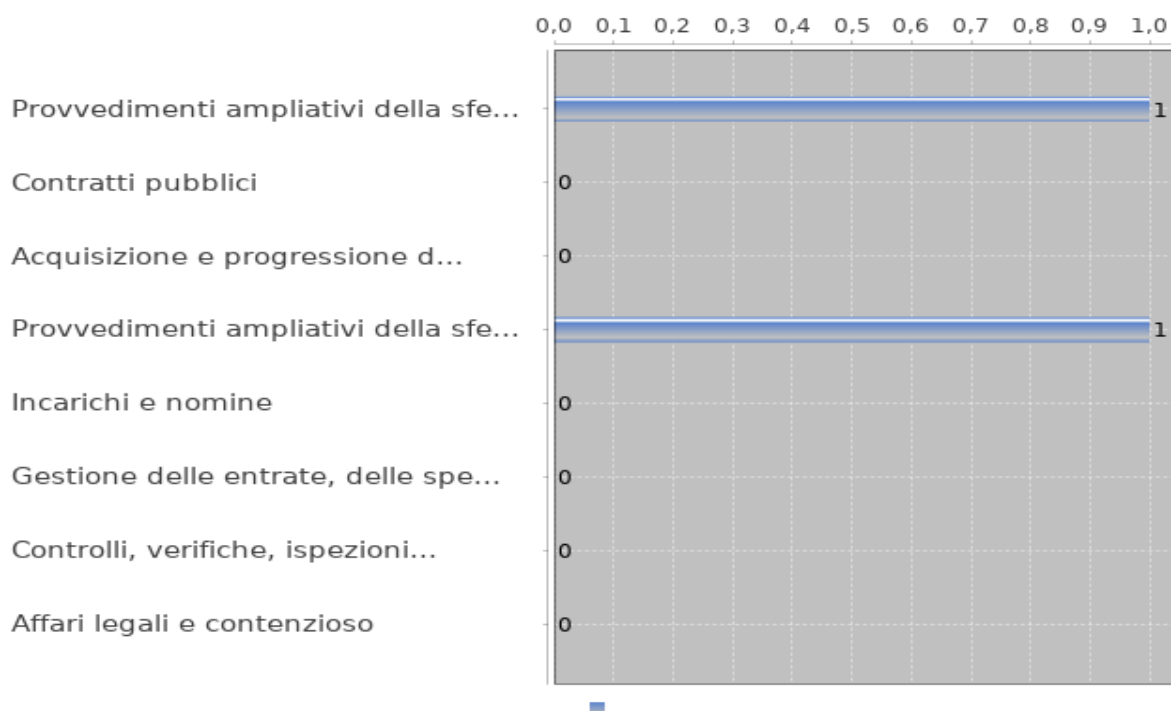 0,0 0,1 0,2 0,3 0,4 0,5 0,6 0,7 0,8 0,9 1,0
Provvedimenti ampliativi della sfe... 1
Contratti pubblici 0
Acquisizione e progressione d... 0
Provvedimenti ampliativi della sfe... 1
Incarichi e nomine 0
Gestione delle entrate, delle spe... 0
Controlli, verifiche, ispezioni... 0
Affari legali e contenzioso 0